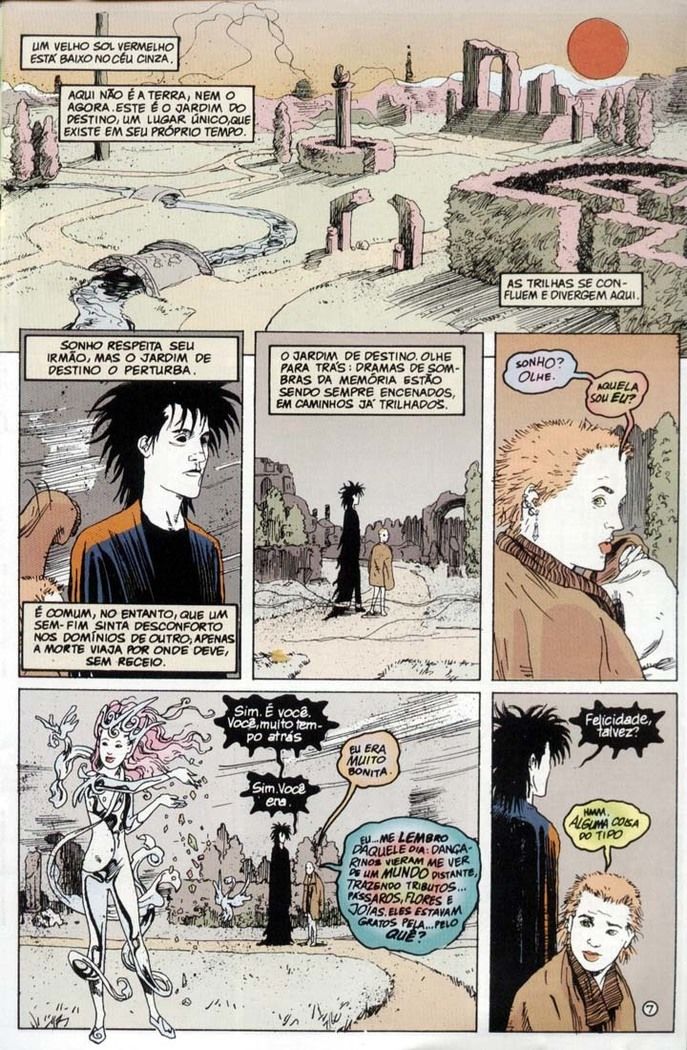 UM VELHO SOL VERMELHO
ESTÁ BAIXO NO CÉU CINZA.
AQUI NÃO É A TERRA, NEM O
AGORA. ESTE É O JARDIM DO
DESTINO, UM LUGAR ÚNICO, QUE
EXISTE EM SEU PRÓPRIO TEMPO.
AS TRILHAS SE CON-
FLUEM E DIVERGEM AQUI.
SONHO RESPEITA SEU
IRMÃO, MAS O JARDIM DE
DESTINO O PERTURBA.
É COMUM, NO ENTANTO, QUE UM
SEM-FIM SINTA DESCONFORTO
NOS DOMÍNIOS DE OUTRO; APENAS
A MORTE VIAJA POR ONDE DEVE,
SEM RECEIO.
O JARDIM DE DESTINO. OLHE
PARA TRÁS: DRAMAS DE SOM-
BRAS DA MEMÓRIA ESTÃO
SENDO SEMPRE ENCENADOS,
EM CAMINHOS JÁ TRILHADOS.
SONHO?
OLHE.
AQUELA
SOU EU?
Sim. É você,
Você, muito tem-
po atrás
EU ERA
MUITO
BONITA.
Sim. Você
era.
EU...ME LEMBRO
DAQUELE DIA: DANÇA-
RINOS VIERAM ME VER
DE UM MUNDO DISTANTE,
TRAZENDO TRIBUTOS...
PÁSSAROS, FLORES E
JÓIAS. ELES ESTAVAM
GRATOS PELA...PELO
QUÊ?
Felicidade,
talvez?
HMM.
ALGUMA COISA
DO TIPO
7